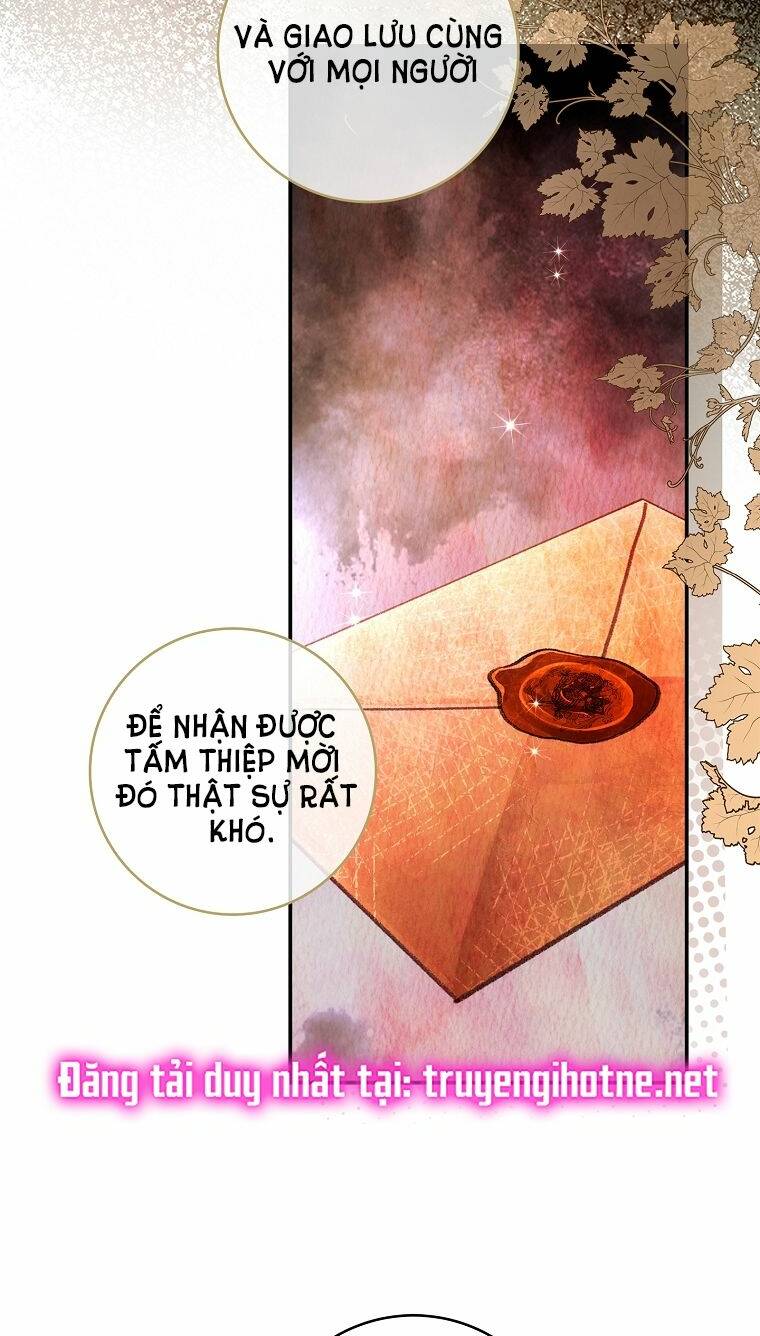 VÀ GIAO LƯU CÙNG
VỚI MỌI NGƯỜI
ĐỂ NHẬN ĐƯỢC
TẤM THIỆP MỜI
ĐÓ THẬT SỰ RẤT
KHÓ.
Đăng tải duy nhất tại: truyengihotne.net